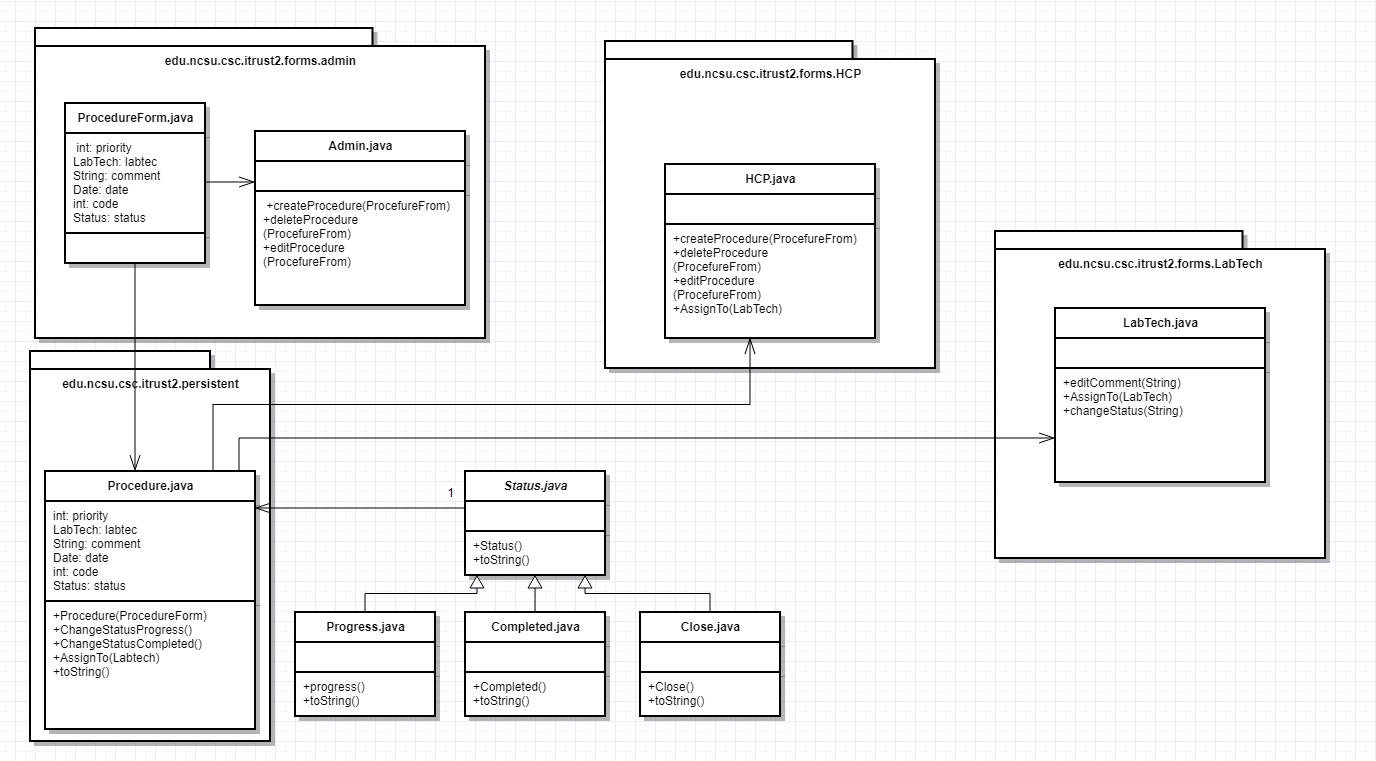 edu.ncsu.csc.itrust2.forms.admin
ProcedureForm.java
int: priority
LabTech: labtec
String: comment
Date: date
int: code
Status: status
Admin.java
+createProcedure(ProcefureFrom)
+deleteProcedure
(ProcefureFrom)
+editProcedure
(ProcefureFrom)
edu.ncsu.csc.itrust2.forms.HCP
HCP.java
+createProcedure(ProcefureFrom)
+deleteProcedure
(ProcefureFrom)
+editProcedure
(ProcefureFrom)
+AssignTo(LabTech)
edu.ncsu.csc.itrust2.forms.LabTech
LabTech.java
+editComment(String)
+AssignTo(LabTech)
+changeStatus(String)
edu.ncsu.csc.itrust2.persistent
Procedure.java
int: priority
LabTech: labtec
String: comment
Date: date
int: code
Status: status
+Procedure(ProcedureForm)
+ChangeStatusProgress()
+ChangeStatusCompleted()
+AssignTo(Labtech)
+toString()
1
Status.java
+Status()
+toString()
Progress.java
+progress()
+toString()
Completed.java
+Completed()
+toString()
Close.java
+Close()
+toString()